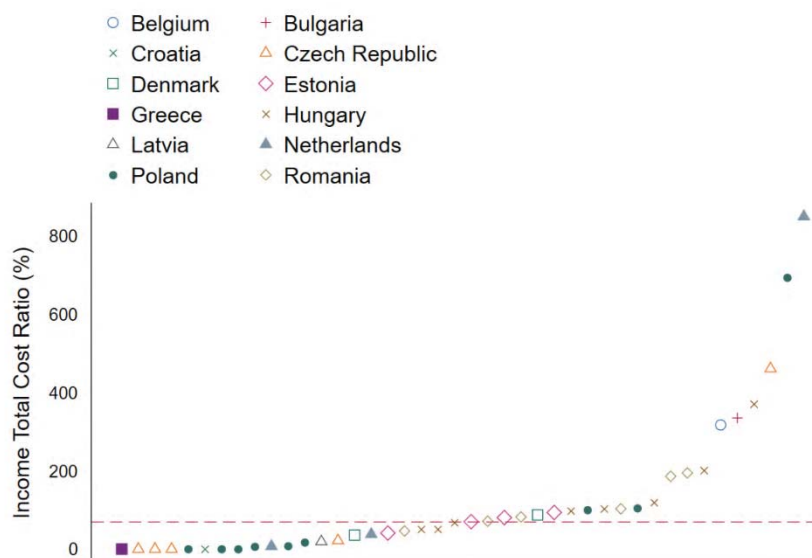 Belgium Bulgaria
Croatia Czech Republic
Denmark Estonia
Greece Hungary
Latvia Netherlands
Poland Romania
Income Total Cost Ratio (%)
800
600
400
200
0